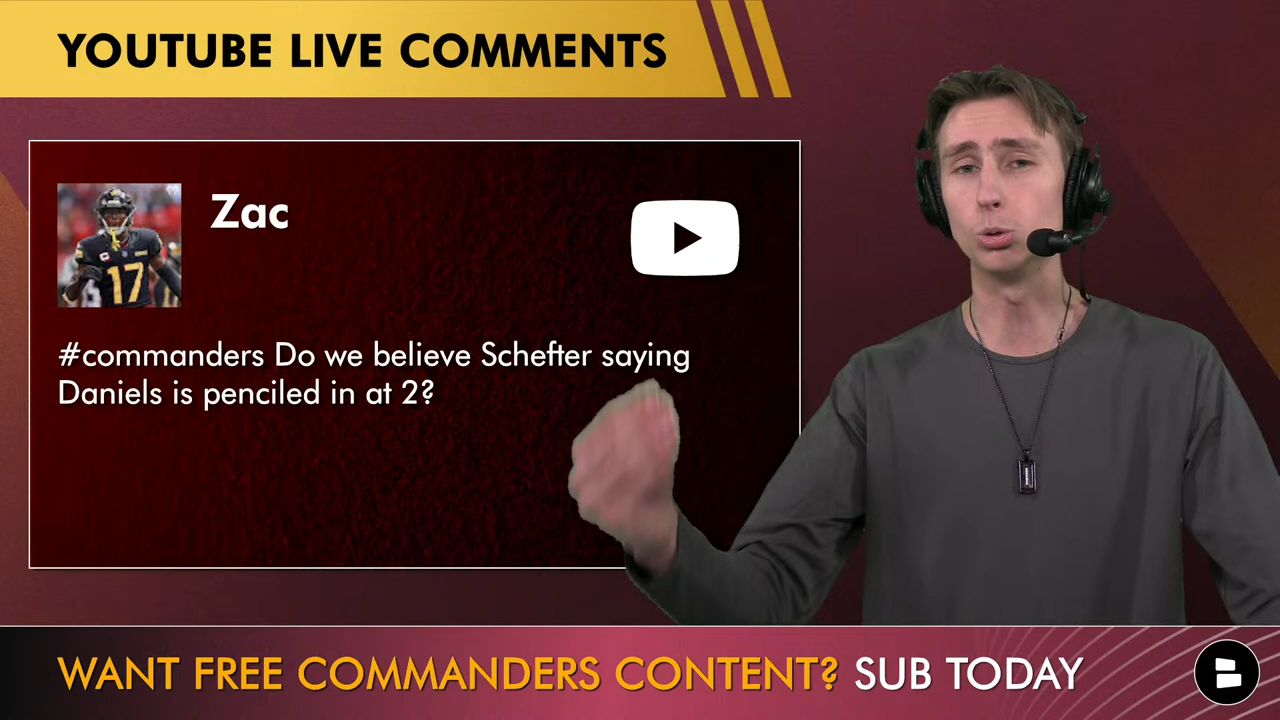 YOUTUBE LIVE COMMENTS
Zac
17
#commanders Do we believe Schefter saying
Daniels is penciled in at 2?
WANT FREE COMMANDERS CONTENT? SUB TODAY